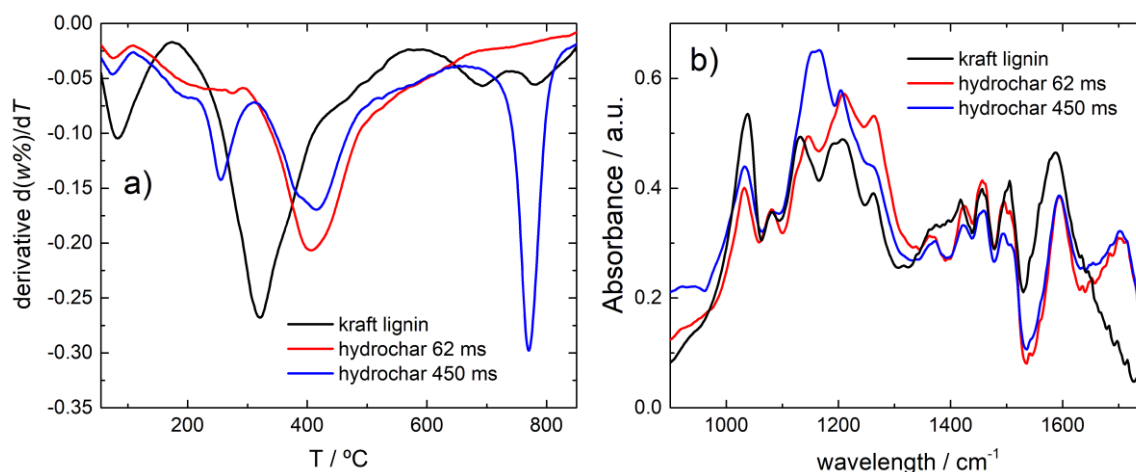 0.00
-0.05
-0.10
-0.15
-0.20
-0.25
-0.30
-0.35
derivative d(w%)/dT
a)
kraft lignin
hydrochar 62 ms
hydrochar 450 ms
200 400 600 800
T / ºC
0.6
0.4
0.2
0.0
Absorbance / a.u.
b)
kraft lignin
hydrochar 62 ms
hydrochar 450 ms
1000 1200 1400 1600
wavelength / cm⁻¹